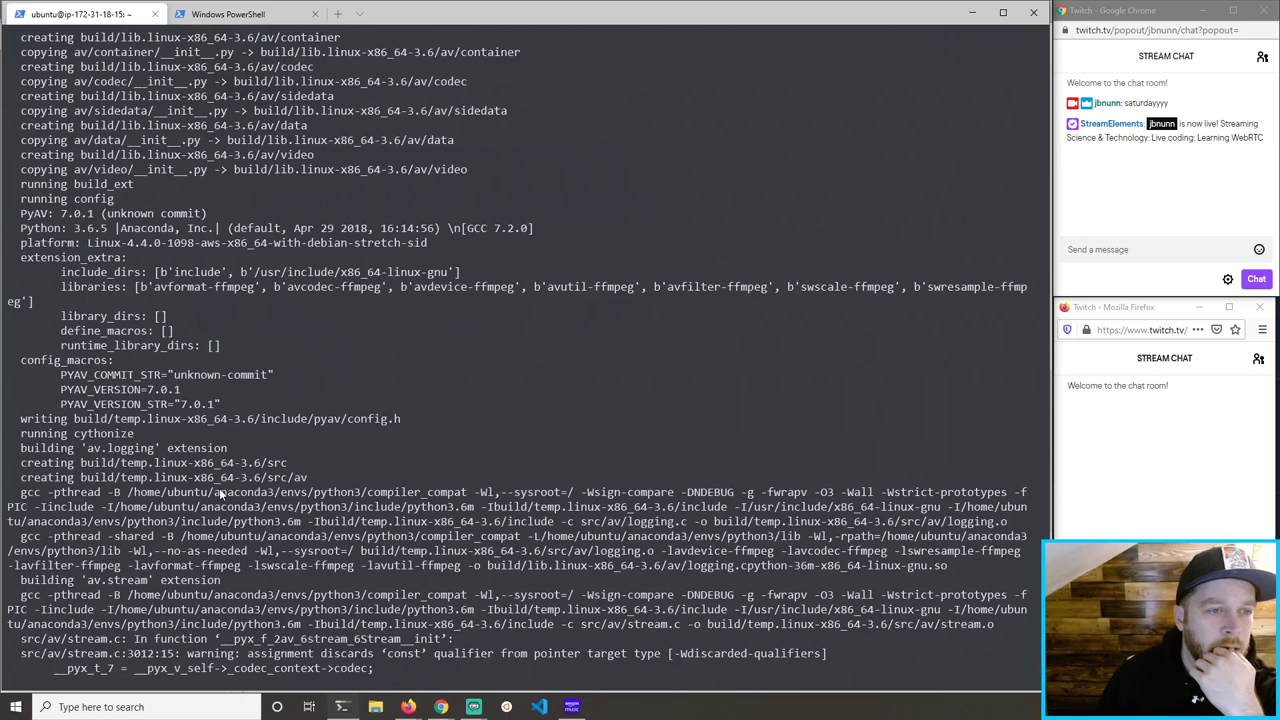 ubuntu@ip-172-31-18-15: ~
Windows PowerShell
creating build/lib.linux-x86_64-3.6/av/container
copying av/container/__init__.py -> build/lib.linux-x86_64-3.6/av/container
creating build/lib.linux-x86_64-3.6/av/codec
copying av/codec/__init__.py -> build/lib.linux-x86_64-3.6/av/codec
creating build/lib.linux-x86_64-3.6/av/sidedata
copying av/sidedata/__init__.py -> build/lib.linux-x86_64-3.6/av/sidedata
creating build/lib.linux-x86_64-3.6/av/data
copying av/data/__init__.py -> build/lib.linux-x86_64-3.6/av/data
creating build/lib.linux-x86_64-3.6/av/video
copying av/video/__init__.py -> build/lib.linux-x86_64-3.6/av/video
running build_ext
running config
PyAV: 7.0.1 (unknown commit)
Python: 3.6.5 |Anaconda, Inc.| (default, Apr 29 2018, 16:14:56) \n[GCC 7.2.0]
platform: Linux-4.4.0-1098-aws-x86_64-with-debian-stretch-sid
extension_extra:
include_dirs: [b'include', b'/usr/include/x86_64-linux-gnu']
libraries: [b'avformat-ffmpeg', b'avcodec-ffmpeg', b'avdevice-ffmpeg', b'avutil-ffmpeg', b'avfilter-ffmpeg', b'swscale-ffmpeg', b'swresample-ffmp
eg']
library_dirs: []
define_macros: []
runtime_library_dirs: []
config_macros:
PYAV_COMMIT_STR="unknown-commit"
PYAV_VERSION=7.0.1
PYAV_VERSION_STR="7.0.1"
writing build/temp.linux-x86_64-3.6/include/pyav/config.h
running cythonize
building 'av.logging' extension
creating build/temp.linux-x86_64-3.6/src
creating build/temp.linux-x86_64-3.6/src/av
gcc -pthread -B /home/ubuntu/anaconda3/envs/python3/compiler_compat -Wl,--sysroot=/ -Wsign-compare -DNDEBUG -g -fwrapv -O3 -Wall -Wstrict-prototypes -f
PIC -Iinclude -I/home/ubuntu/anaconda3/envs/python3/include/python3.6m -Ibuild/temp.linux-x86_64-3.6/include -I/usr/include/x86_64-linux-gnu -I/home/ubun
tu/anaconda3/envs/python3/include/python3.6m -Ibuild/temp.linux-x86_64-3.6/include -c src/av/logging.c -o build/temp.linux-x86_64-3.6/src/av/logging.o
gcc -pthread -shared -B /home/ubuntu/anaconda3/envs/python3/compiler_compat -L/home/ubuntu/anaconda3/envs/python3/lib -Wl,-rpath=/home/ubuntu/anaconda3
/envs/python3/lib -Wl,--no-as-needed -Wl,--sysroot=/ build/temp.linux-x86_64-3.6/src/av/logging.o -lavdevice-ffmpeg -lavcodec-ffmpeg -lswresample-ffmpeg
-lavfilter-ffmpeg -lavformat-ffmpeg -lswscale-ffmpeg -lavutil-ffmpeg -o build/lib.linux-x86_64-3.6/av/logging.cpython-36m-x86_64-linux-gnu.so
building 'av.stream' extension
gcc -pthread -B /home/ubuntu/anaconda3/envs/python3/compiler_compat -Wl,--sysroot=/ -Wsign-compare -DNDEBUG -g -fwrapv -O3 -Wall -Wstrict-prototypes -f
PIC -Iinclude -I/home/ubuntu/anaconda3/envs/python3/include/python3.6m -Ibuild/temp.linux-x86_64-3.6/include -I/usr/include/x86_64-linux-gnu -I/home/ubun
tu/anaconda3/envs/python3/include/python3.6m -Ibuild/temp.linux-x86_64-3.6/include -c src/av/stream.c -o build/temp.linux-x86_64-3.6/src/av/stream.o
src/av/stream.c: In function ‘__pyx_f_2av_6stream_6Stream__init’:
src/av/stream.c:3012:15: warning: assignment discards ‘const’ qualifier from pointer target type [-Wdiscarded-qualifiers]
__pyx_t_7 = __pyx_v_self->_codec_context->codec;
Type here to search
Twitch - Google Chrome
twitch.tv/popout/jbnunn/chat?popout=
STREAM CHAT
Welcome to the chat room!
jbnunn: saturdayyyy
StreamElements: jbnunn is now live! Streaming
Science & Technology: Live coding: Learning WebRTC
Send a message
Chat
Twitch - Mozilla Firefox
https://www.twitch.tv/
STREAM CHAT
Welcome to the chat room!